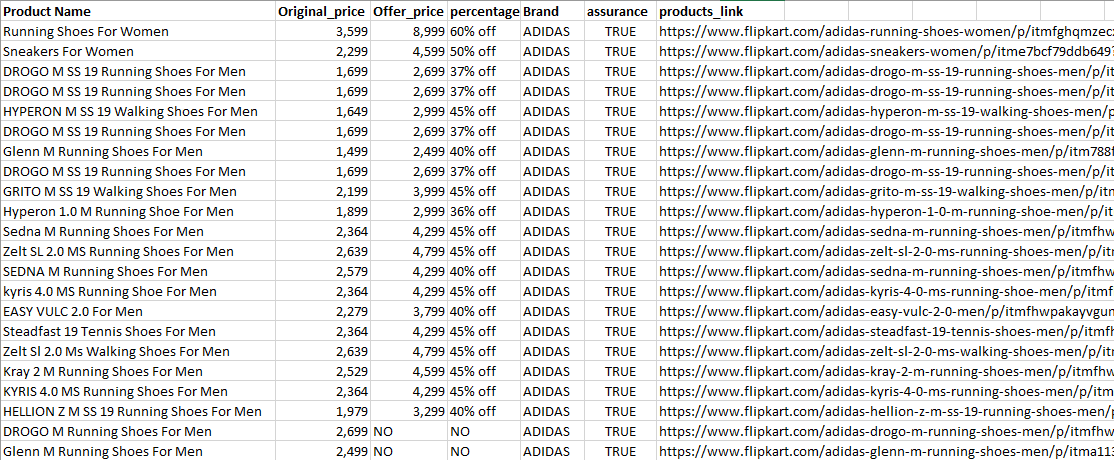 Product Name Original_price Offer_price percentage Brand assurance products_link
Running Shoes For Women 3,599 8,999 60% off ADIDAS TRUE https://www.flipkart.com/adidas-running-shoes-women/p/itmfghqmzec
Sneakers For Women 2,299 4,599 50% off ADIDAS TRUE https://www.flipkart.com/adidas-sneakers-women/p/itme7bcf79ddb649
DROGO M SS 19 Running Shoes For Men 1,699 2,699 37% off ADIDAS TRUE https://www.flipkart.com/adidas-drogo-m-ss-19-running-shoes-men/p/it
DROGO M SS 19 Running Shoes For Men 1,699 2,699 37% off ADIDAS TRUE https://www.flipkart.com/adidas-drogo-m-ss-19-running-shoes-men/p/it
HYPERON M SS 19 Walking Shoes For Men 1,649 2,999 45% off ADIDAS TRUE https://www.flipkart.com/adidas-hyperon-m-ss-19-walking-shoes-men/p
DROGO M SS 19 Running Shoes For Men 1,699 2,699 37% off ADIDAS TRUE https://www.flipkart.com/adidas-drogo-m-ss-19-running-shoes-men/p/it
Glenn M Running Shoes For Men 1,499 2,499 40% off ADIDAS TRUE https://www.flipkart.com/adidas-glenn-m-running-shoes-men/p/itm788f
DROGO M SS 19 Running Shoes For Men 1,699 2,699 37% off ADIDAS TRUE https://www.flipkart.com/adidas-drogo-m-ss-19-running-shoes-men/p/it
GRITO M SS 19 Walking Shoes For Men 2,199 3,999 45% off ADIDAS TRUE https://www.flipkart.com/adidas-grito-m-ss-19-walking-shoes-men/p/itm
Hyperon 1.0 M Running Shoe For Men 1,899 2,999 36% off ADIDAS TRUE https://www.flipkart.com/adidas-hyperon-1-0-m-running-shoe-men/p/it
Sedna M Running Shoes For Men 2,364 4,299 45% off ADIDAS TRUE https://www.flipkart.com/adidas-sedna-m-running-shoes-men/p/itmfhw
Zelt SL 2.0 MS Running Shoes For Men 2,639 4,799 45% off ADIDAS TRUE https://www.flipkart.com/adidas-zelt-sl-2-0-ms-running-shoes-men/p/itm
SEDNA M Running Shoes For Men 2,579 4,299 40% off ADIDAS TRUE https://www.flipkart.com/adidas-sedna-m-running-shoes-men/p/itmfhw
kyris 4.0 MS Running Shoe For Men 2,364 4,299 45% off ADIDAS TRUE https://www.flipkart.com/adidas-kyris-4-0-ms-running-shoe-men/p/itmf
EASY VULC 2.0 For Men 2,279 3,799 40% off ADIDAS TRUE https://www.flipkart.com/adidas-easy-vulc-2-0-men/p/itmfhwpakayvgun
Steadfast 19 Tennis Shoes For Men 2,364 4,299 45% off ADIDAS TRUE https://www.flipkart.com/adidas-steadfast-19-tennis-shoes-men/p/itmfh
Zelt Sl 2.0 Ms Walking Shoes For Men 2,639 4,799 45% off ADIDAS TRUE https://www.flipkart.com/adidas-zelt-sl-2-0-ms-walking-shoes-men/p/itm
Kray 2 M Running Shoes For Men 2,529 4,599 45% off ADIDAS TRUE https://www.flipkart.com/adidas-kray-2-m-running-shoes-men/p/itmfhw
KYRIS 4.0 MS Running Shoes For Men 2,364 4,299 45% off ADIDAS TRUE https://www.flipkart.com/adidas-kyris-4-0-ms-running-shoes-men/p/itm
HELLION Z M SS 19 Running Shoes For Men 1,979 3,299 40% off ADIDAS TRUE https://www.flipkart.com/adidas-hellion-z-m-ss-19-running-shoes-men/p
DROGO M Running Shoes For Men 2,699 NO NO ADIDAS TRUE https://www.flipkart.com/adidas-drogo-m-running-shoes-men/p/itmfhw
Glenn M Running Shoes For Men 2,499 NO NO ADIDAS TRUE https://www.flipkart.com/adidas-glenn-m-running-shoes-men/p/itma113